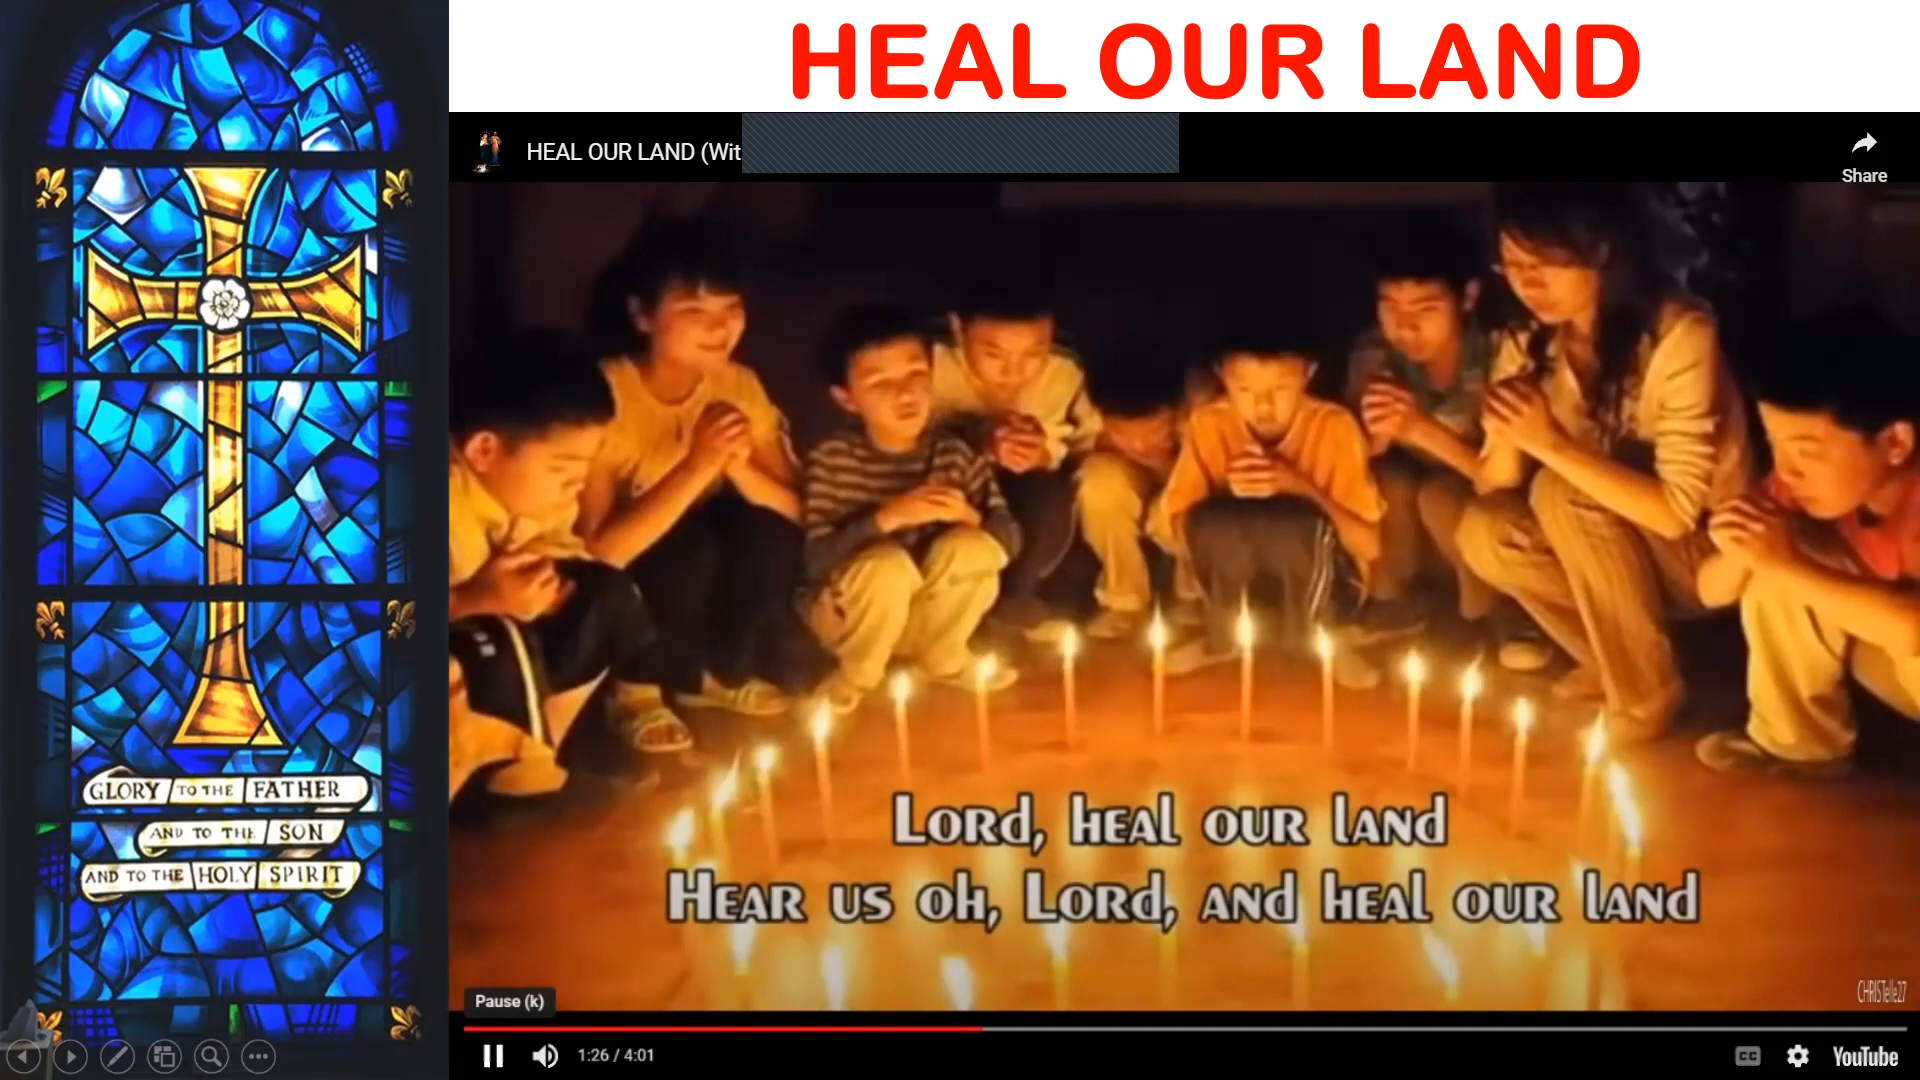 HEAL OUR LAND
HEAL OUR LAND (Wit
Share
GLORY TO THE FATHER
AND TO THE SON
AND TO THE HOLY SPIRIT
Lord, heal our land
Hear us oh, Lord, and heal our land
CHRISTelle27
Pause (k)
1:26 / 4:01
CC
YouTube